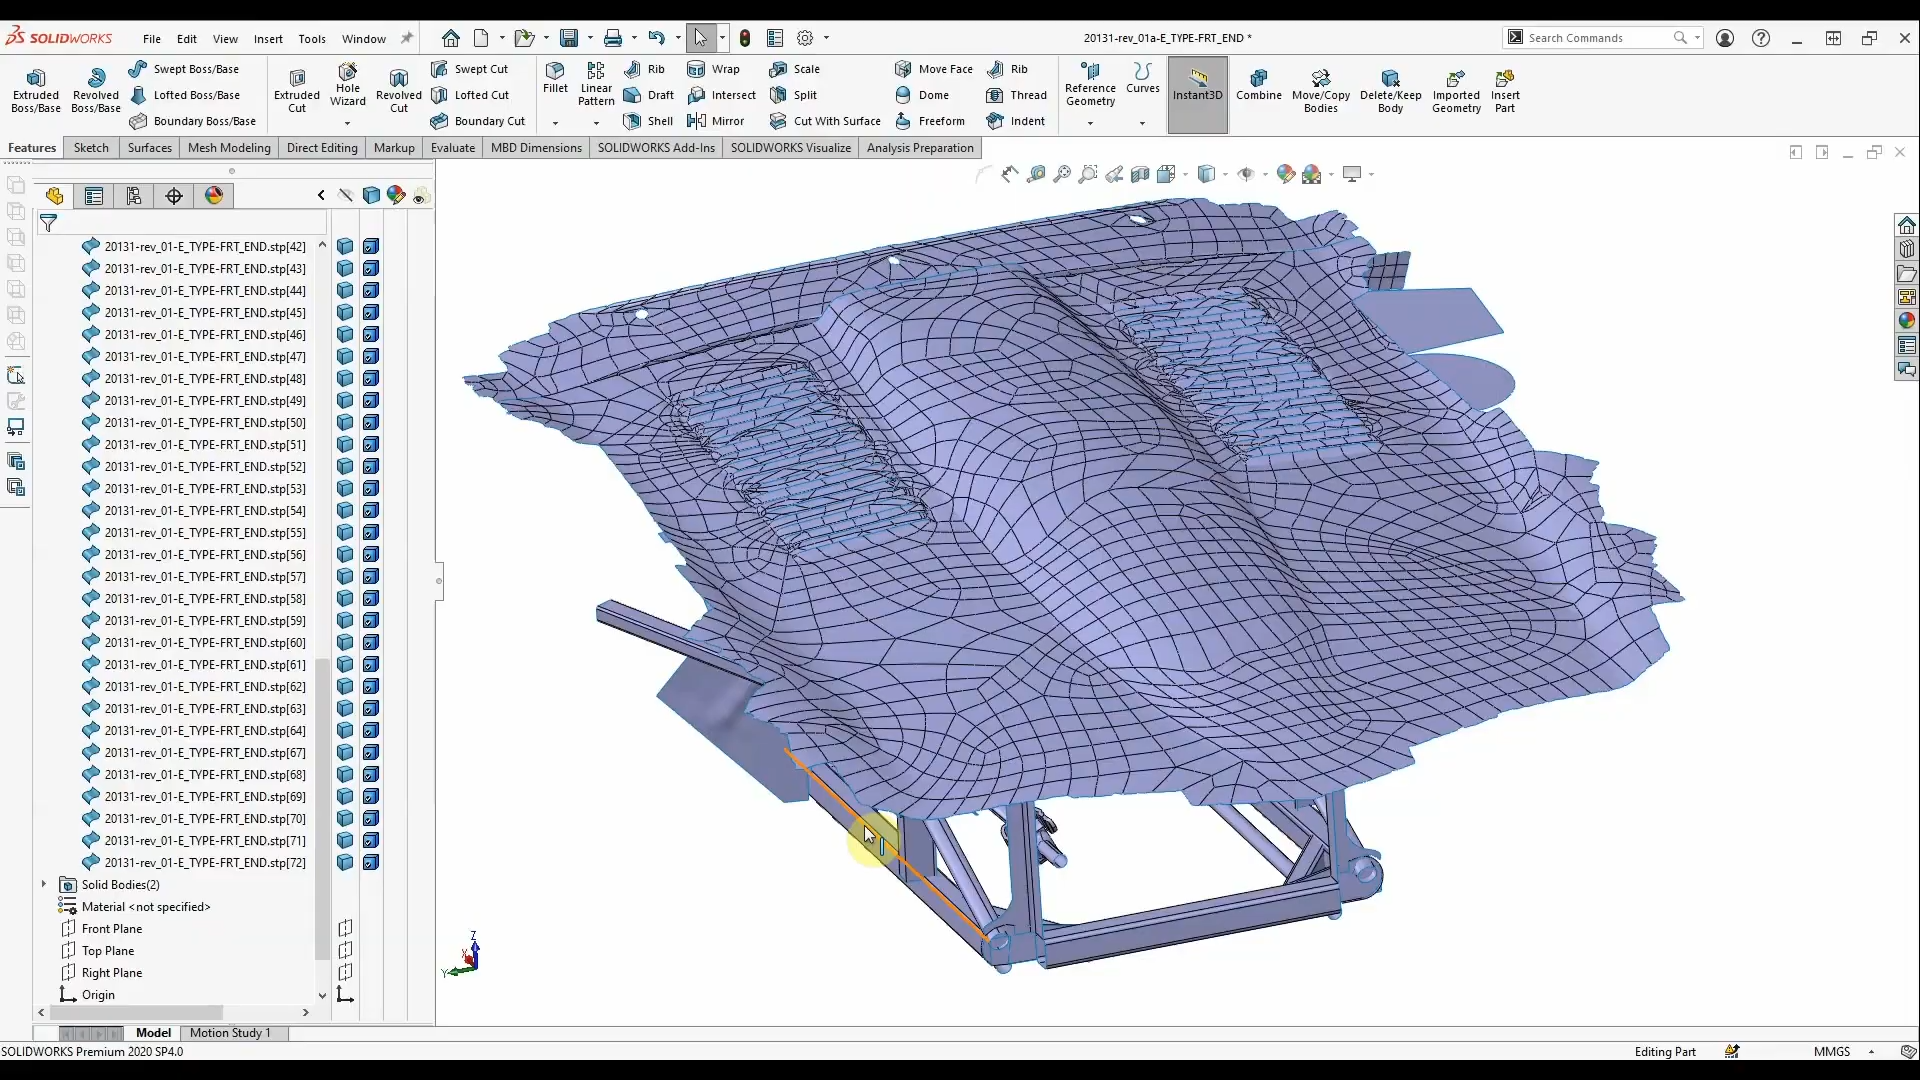 SOLIDWORKS File Edit View Insert Tools Window
20131-rev_01a-E_TYPE-FRT_END *
Search Commands
Extruded Boss/Base
Revolved Boss/Base
Swept Boss/Base
Lofted Boss/Base
Boundary Boss/Base
Extruded Cut
Hole Wizard
Revolved Cut
Swept Cut
Lofted Cut
Boundary Cut
Fillet
Linear Pattern
Rib
Draft
Shell
Wrap
Intersect
Mirror
Scale
Split
Cut With Surface
Move Face
Dome
Freeform
Rib
Thread
Indent
Reference Geometry
Curves
Instant3D
Combine
Move/Copy Bodies
Delete/Keep Body
Imported Geometry
Insert Part
Features Sketch Surfaces Mesh Modeling Direct Editing Markup Evaluate MBD Dimensions SOLIDWORKS Add-Ins SOLIDWORKS Visualize Analysis Preparation
20131-rev_01-E_TYPE-FRT_END.stp[42]
20131-rev_01-E_TYPE-FRT_END.stp[43]
20131-rev_01-E_TYPE-FRT_END.stp[44]
20131-rev_01-E_TYPE-FRT_END.stp[45]
20131-rev_01-E_TYPE-FRT_END.stp[46]
20131-rev_01-E_TYPE-FRT_END.stp[47]
20131-rev_01-E_TYPE-FRT_END.stp[48]
20131-rev_01-E_TYPE-FRT_END.stp[49]
20131-rev_01-E_TYPE-FRT_END.stp[50]
20131-rev_01-E_TYPE-FRT_END.stp[51]
20131-rev_01-E_TYPE-FRT_END.stp[52]
20131-rev_01-E_TYPE-FRT_END.stp[53]
20131-rev_01-E_TYPE-FRT_END.stp[54]
20131-rev_01-E_TYPE-FRT_END.stp[55]
20131-rev_01-E_TYPE-FRT_END.stp[56]
20131-rev_01-E_TYPE-FRT_END.stp[57]
20131-rev_01-E_TYPE-FRT_END.stp[58]
20131-rev_01-E_TYPE-FRT_END.stp[59]
20131-rev_01-E_TYPE-FRT_END.stp[60]
20131-rev_01-E_TYPE-FRT_END.stp[61]
20131-rev_01-E_TYPE-FRT_END.stp[62]
20131-rev_01-E_TYPE-FRT_END.stp[63]
20131-rev_01-E_TYPE-FRT_END.stp[64]
20131-rev_01-E_TYPE-FRT_END.stp[67]
20131-rev_01-E_TYPE-FRT_END.stp[68]
20131-rev_01-E_TYPE-FRT_END.stp[69]
20131-rev_01-E_TYPE-FRT_END.stp[70]
20131-rev_01-E_TYPE-FRT_END.stp[71]
20131-rev_01-E_TYPE-FRT_END.stp[72]
Solid Bodies(2)
Material <not specified>
Front Plane
Top Plane
Right Plane
Origin
Z
X
Y
Model Motion Study 1
SOLIDWORKS Premium 2020 SP4.0
Editing Part
MMGS